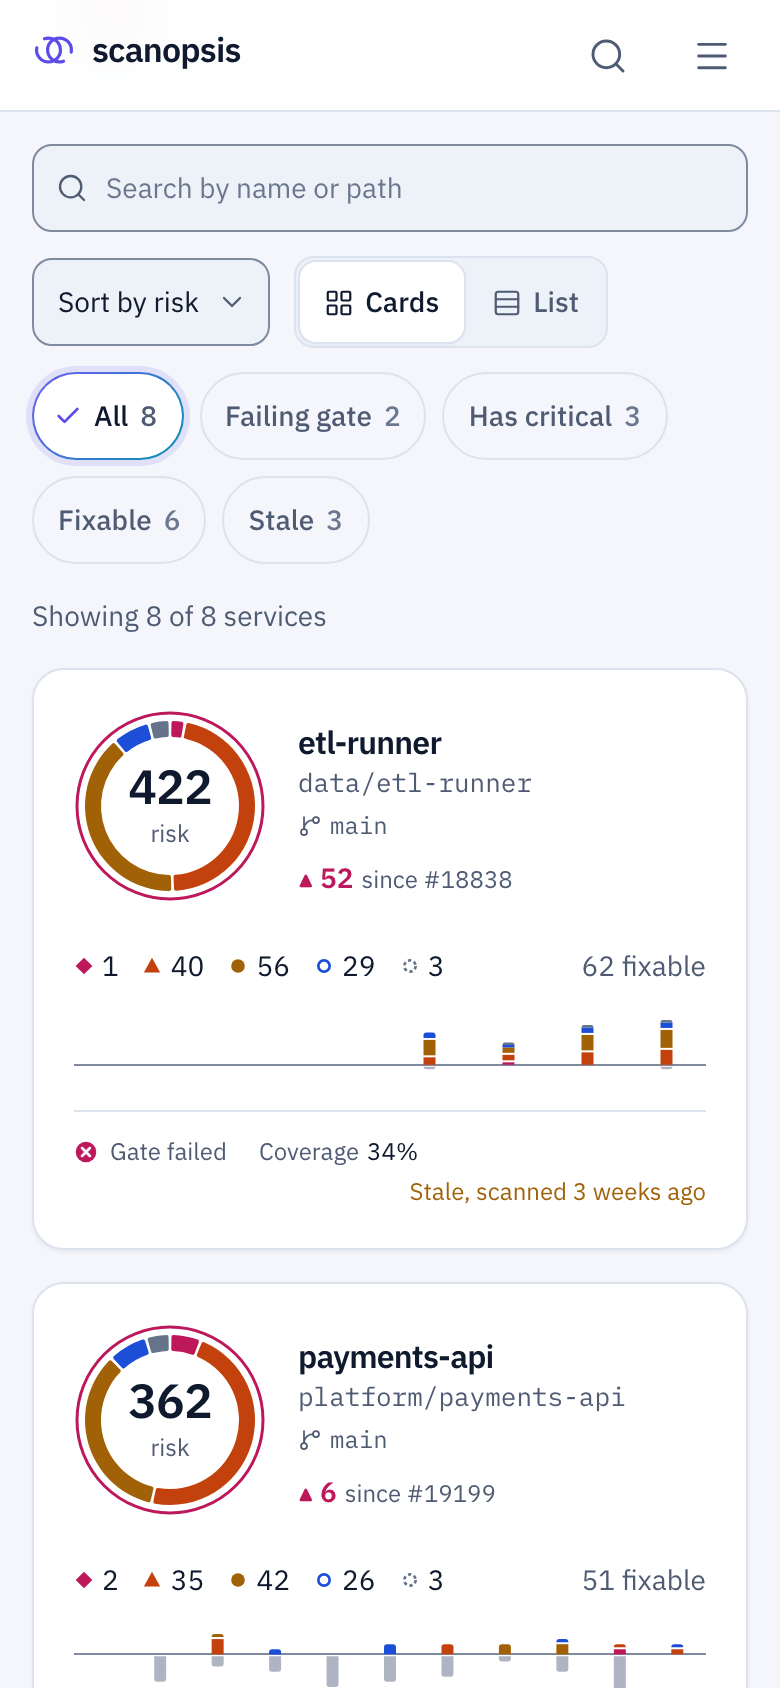 scanopsis
Search by name or path
Sort by risk
Cards
List
All 8
Failing gate 2
Has critical 3
Fixable 6
Stale 3
Showing 8 of 8 services
422
risk
etl-runner
data/etl-runner
main
52 since #18838
1 40 56 29 3 62 fixable
Gate failed Coverage 34%
Stale, scanned 3 weeks ago
362
risk
payments-api
platform/payments-api
main
6 since #19199
2 35 42 26 3 51 fixable